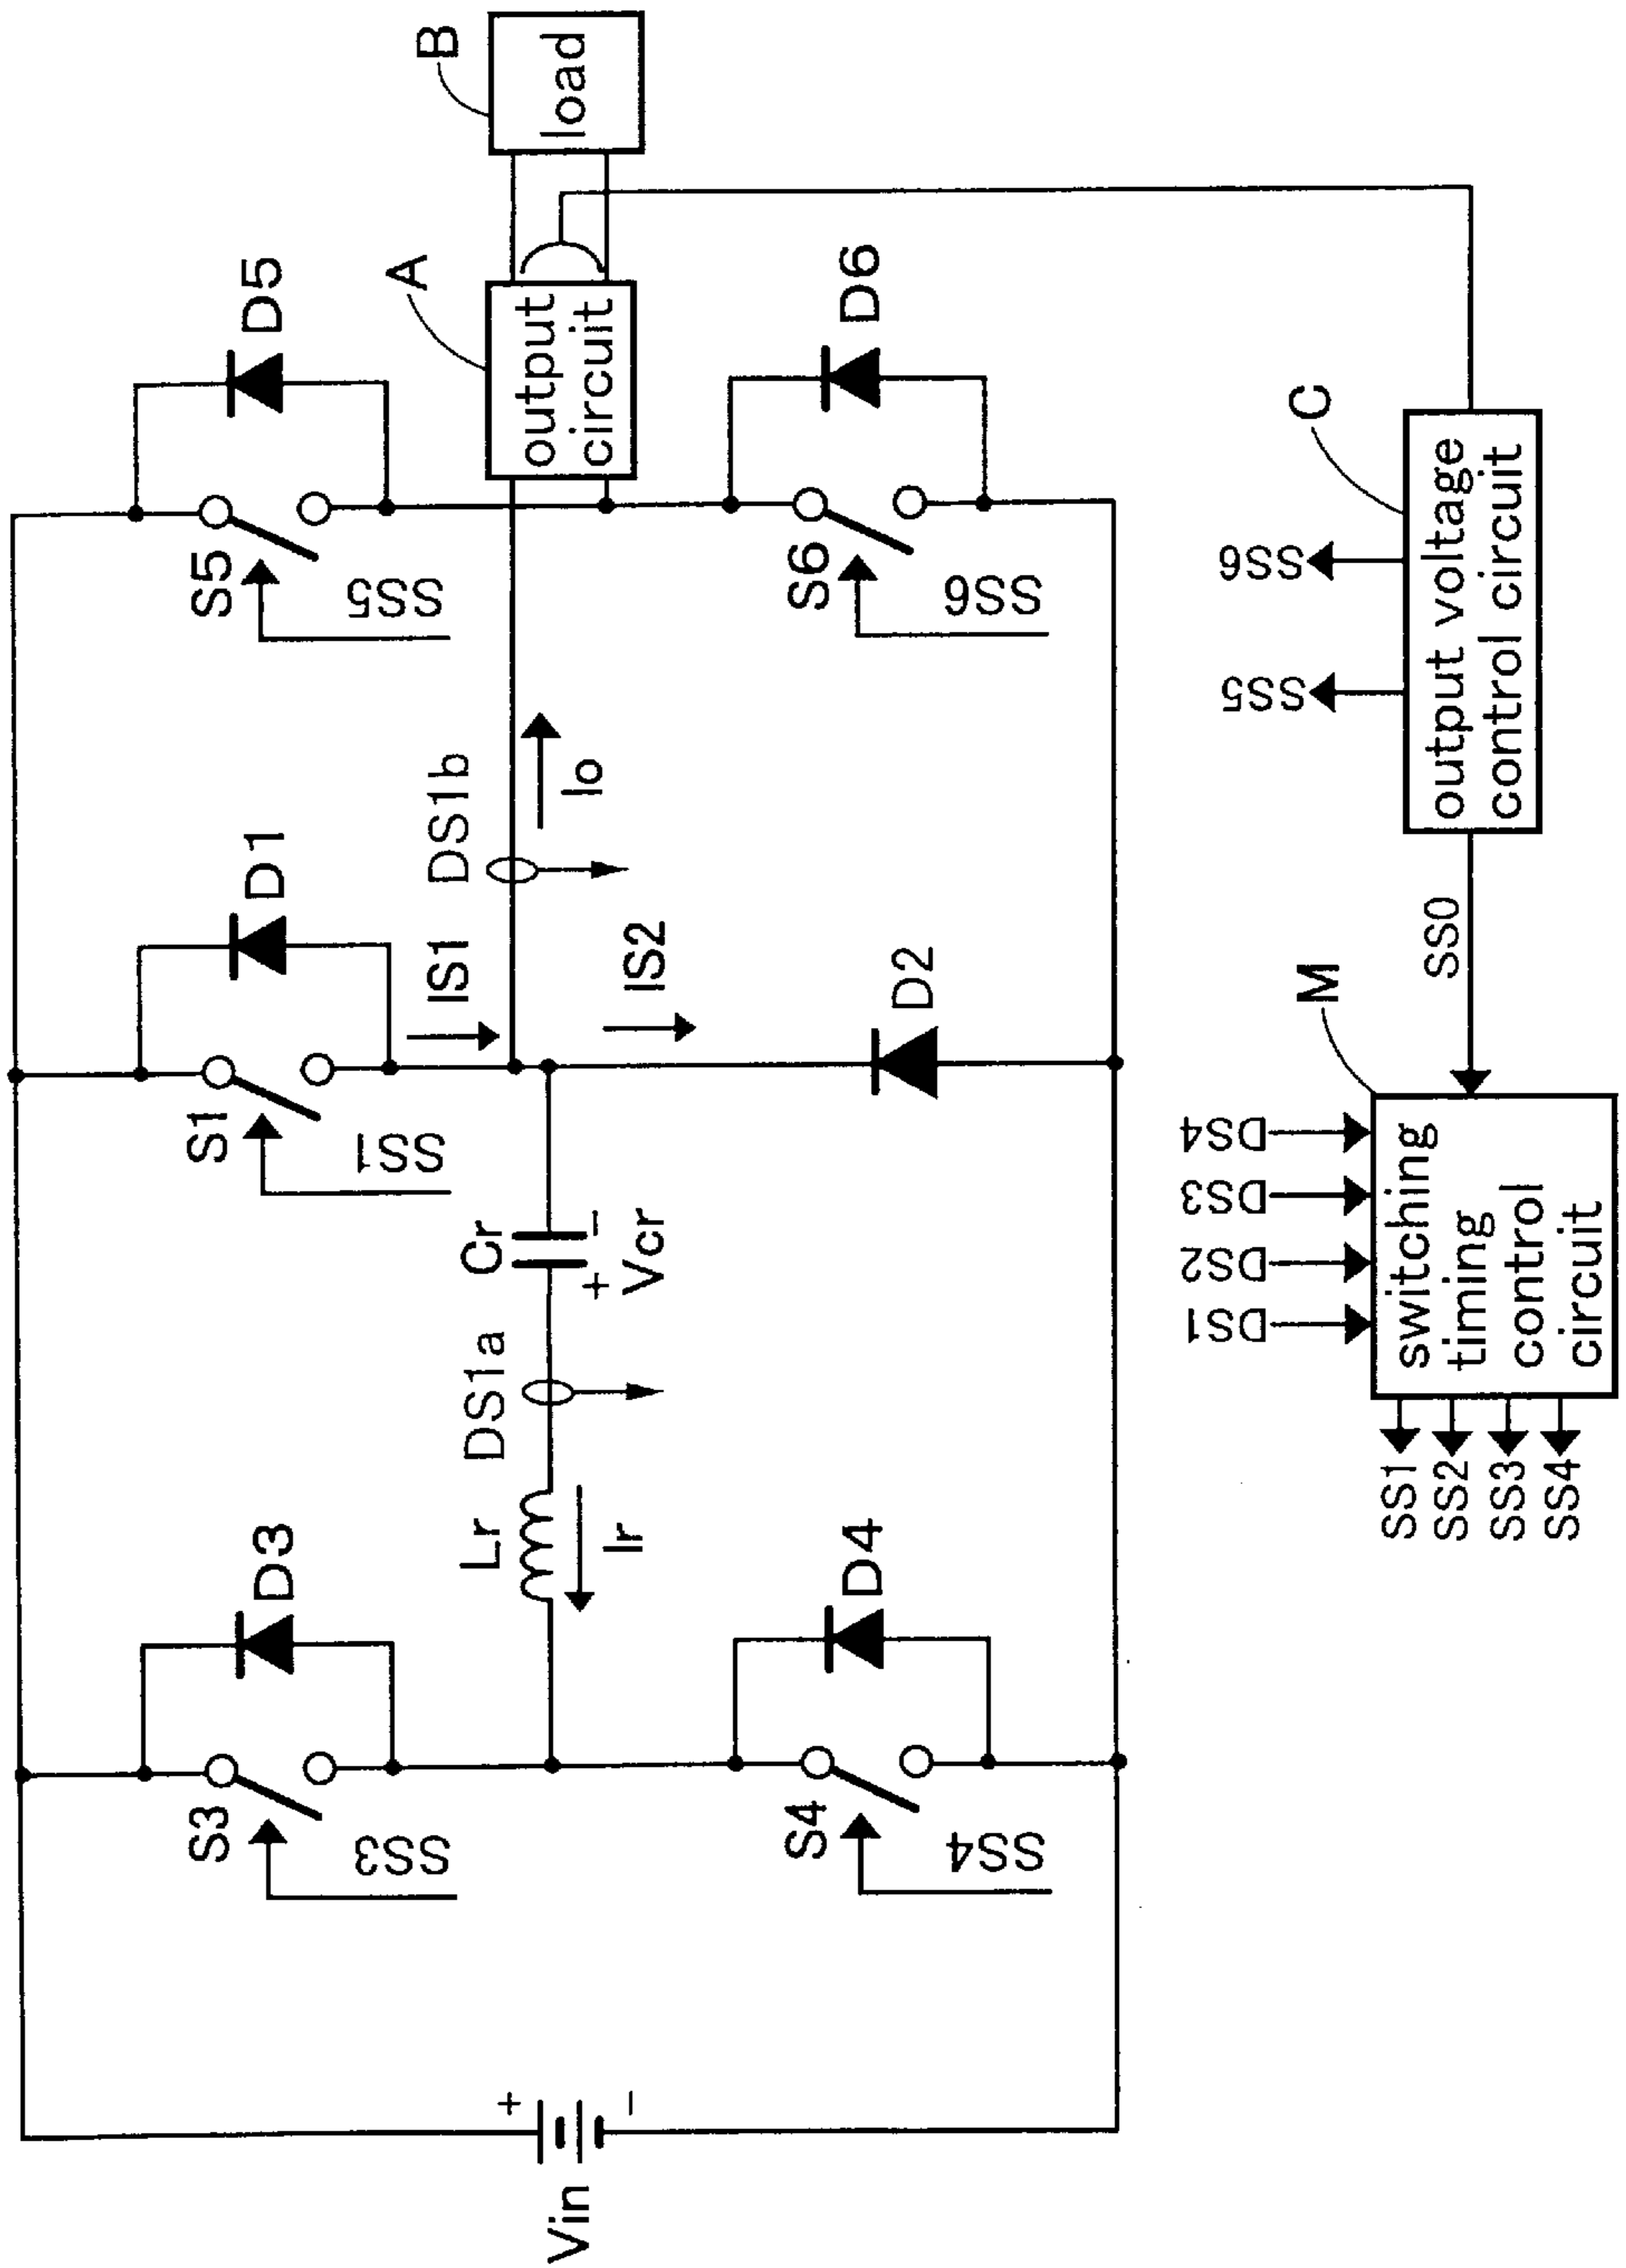 Vin
+
−
S3
D3
SS3
S4
D4
SS4
Lr
Ir
DS1a
Cr
+
−
Vcr
S1
D1
SS1
IS1
IS2
D2
DS1b
Io
S5
D5
SS5
S6
D6
SS6
A
output
circuit
B
load
M
switching
timing
control
circuit
DS1
DS2
DS3
DS4
SS1
SS2
SS3
SS4
SS0
C
output voltage
control circuit
SS5
SS6